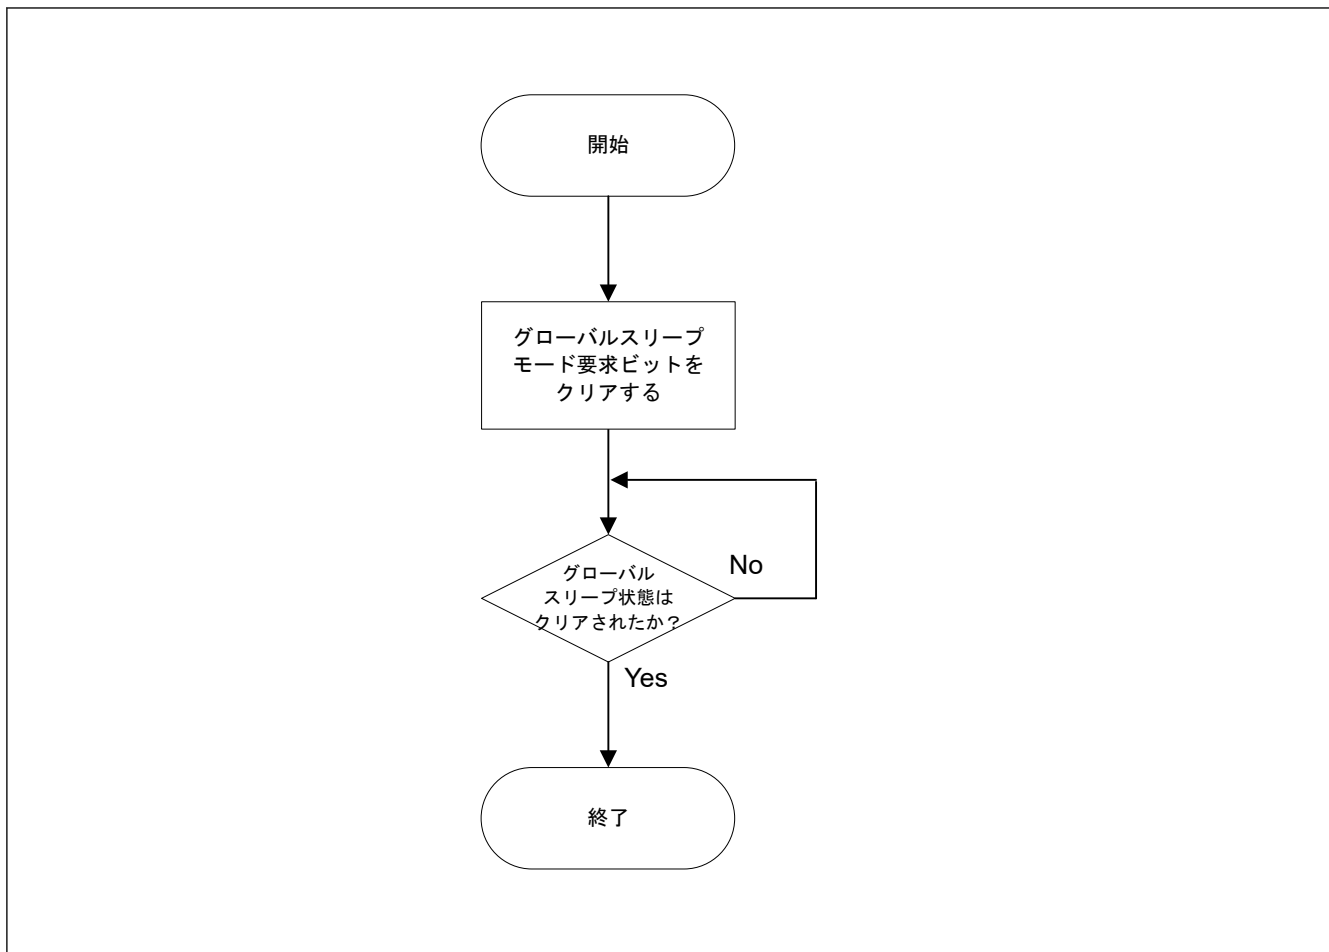 開始
グローバルスリープ
モード要求ビットを
クリアする
グローバル
スリープ状態は
クリアされたか？
No
Yes
終了